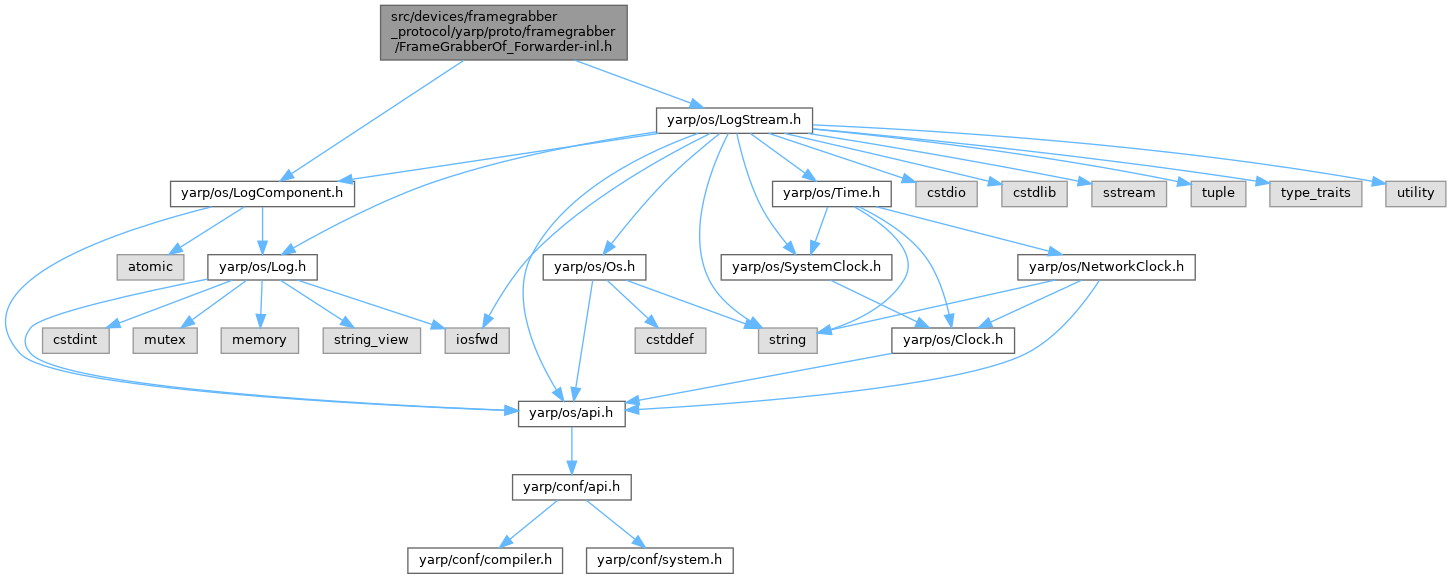 src/devices/framegrabber
_protocol/yarp/proto/framegrabber
/FrameGrabberOf_Forwarder-inl.h
yarp/os/LogStream.h
yarp/os/LogComponent.h
yarp/os/Time.h
cstdio
cstdlib
sstream
tuple
type_traits
utility
atomic
yarp/os/Log.h
yarp/os/Os.h
yarp/os/SystemClock.h
yarp/os/NetworkClock.h
cstdint
mutex
memory
string_view
iosfwd
cstddef
string
yarp/os/Clock.h
yarp/os/api.h
yarp/conf/api.h
yarp/conf/compiler.h
yarp/conf/system.h